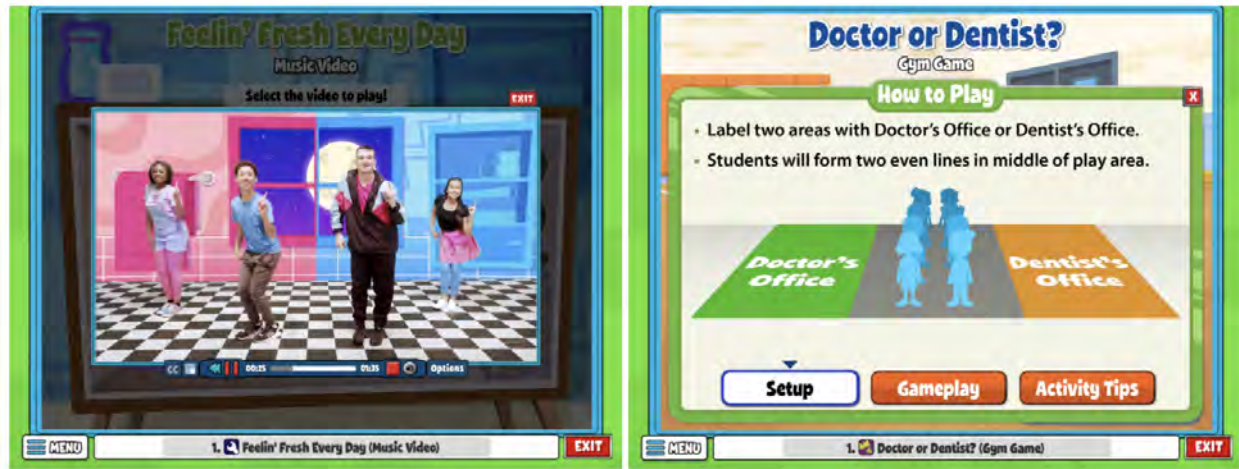 Feelin' Fresh Every Day
Music Video
Select the video to play!
EXIT
CC
00:25
01:35
Options
MENU
1. Feelin' Fresh Every Day (Music Video)
EXIT
Doctor or Dentist?
Gym Game
How to Play
X
• Label two areas with Doctor's Office or Dentist's Office.
• Students will form two even lines in middle of play area.
Doctor's
Office
Dentist's
Office
Setup
Gameplay
Activity Tips
MENU
1. Doctor or Dentist? (Gym Game)
EXIT